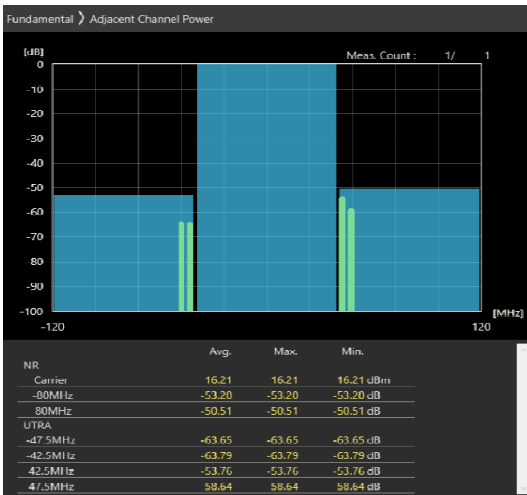 Fundamental ❭ Adjacent Channel Power
[dB]
Meas. Count : 1/ 1
0
-10
-20
-30
-40
-50
-60
-70
80
-90
-100
[MHz]
-120 120
Avg. Max. Min.
NR
Carrier 16.21 16.21 16.21 dBm
-80MHz -53.20 -53.20 -53.20 dB
80MHz -50.51 -50.51 -50.51 dB
UTRA
-47.5MHz -63.65 -63.65 -63.65 dB
-42.5MHz -63.79 -63.79 -63.79 dB
42.5MHz -53.76 -53.76 -53.76 dB
47.5MHz 58.64 58.64 58.64 dB